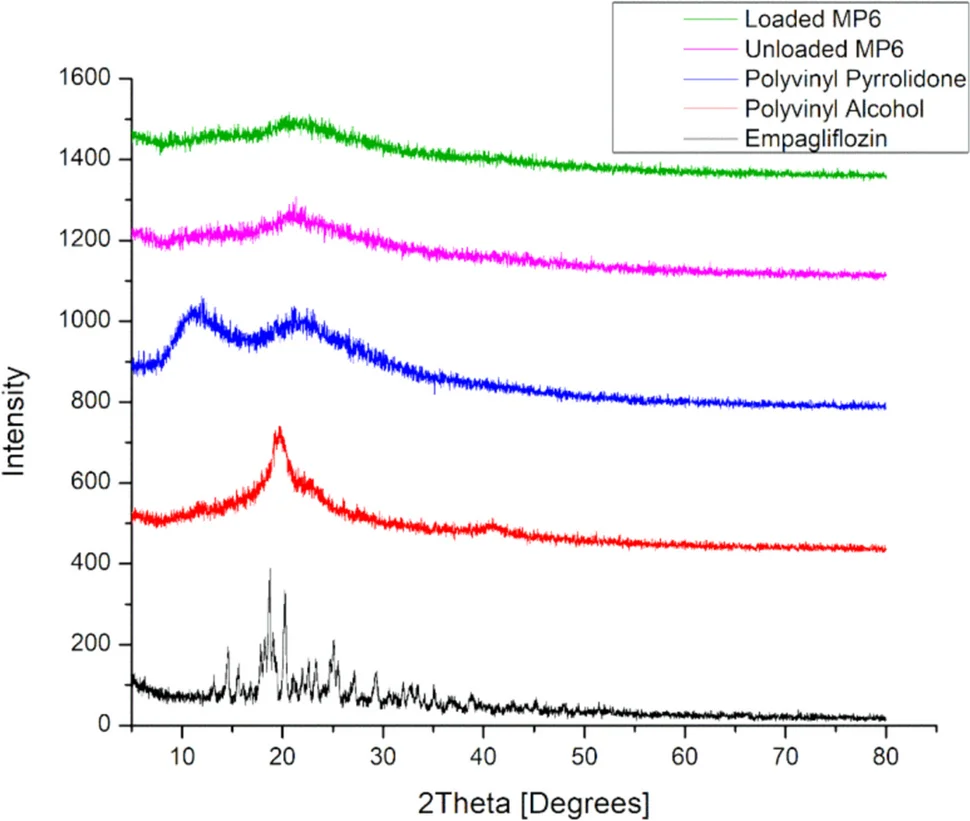 Loaded MP6
Unloaded MP6
Polyvinyl Pyrrolidone
Polyvinyl Alcohol
Empagliflozin
1600
1400
1200
1000
800
600
400
200
0
Intensity
10 20 30 40 50 60 70 80
2Theta [Degrees]